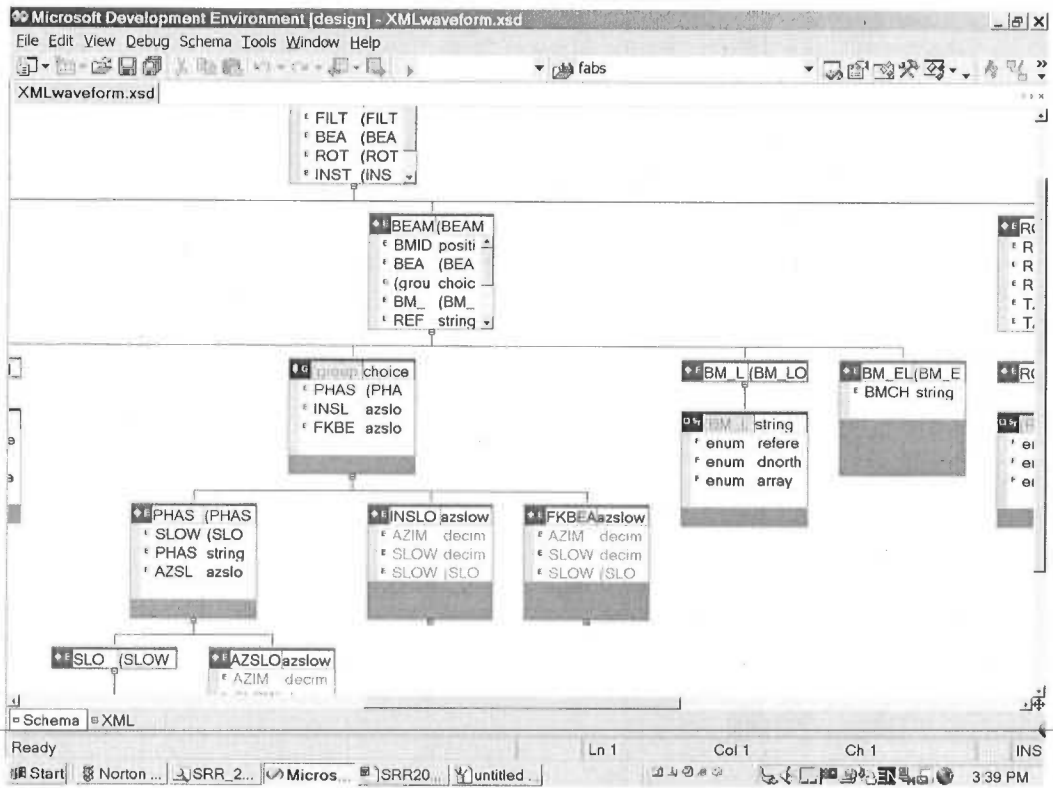 Microsoft Development Environment [design] - XMLwaveform.xsd
File Edit View Debug Schema Tools Window Help
fabs
XMLwaveform.xsd
FILT (FILT
BEA (BEA
ROT (ROT
INST (INS
BEAM (BEAM
BMID positi
BEA (BEA
(grou choic
BM_ (BM_
REF string
R
R
R
T
T
group choice
PHAS (PHA
INSL azslo
FKBE azslo
BM_L (BM_LO
BM_EL (BM_E
BMCH string
string
enum refere
enum dnorth
enum array
PHAS (PHAS
SLOW (SLO
PHAS string
AZSL azslo
INSLO azslow
AZIM decim
SLOW decim
SLOW (SLO
FKBEA azslow
AZIM decim
SLOW decim
SLOW (SLO
SLO (SLOW
AZSLO azslow
AZIM decim
Schema XML
Ready Ln 1 Col 1 Ch 1 INS
Start Norton ... SRR_2... Micros... SRR20... untitled ... EN 3:39 PM